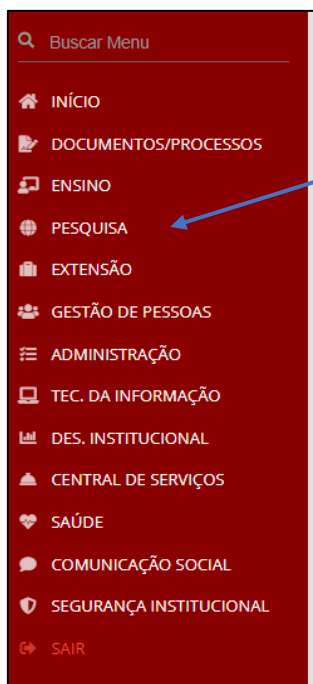 Buscar Menu
INÍCIO
DOCUMENTOS/PROCESSOS
ENSINO
PESQUISA
EXTENSÃO
GESTÃO DE PESSOAS
ADMINISTRAÇÃO
TEC. DA INFORMAÇÃO
DES. INSTITUCIONAL
CENTRAL DE SERVIÇOS
SAÚDE
COMUNICAÇÃO SOCIAL
SEGURANÇA INSTITUCIONAL
SAIR